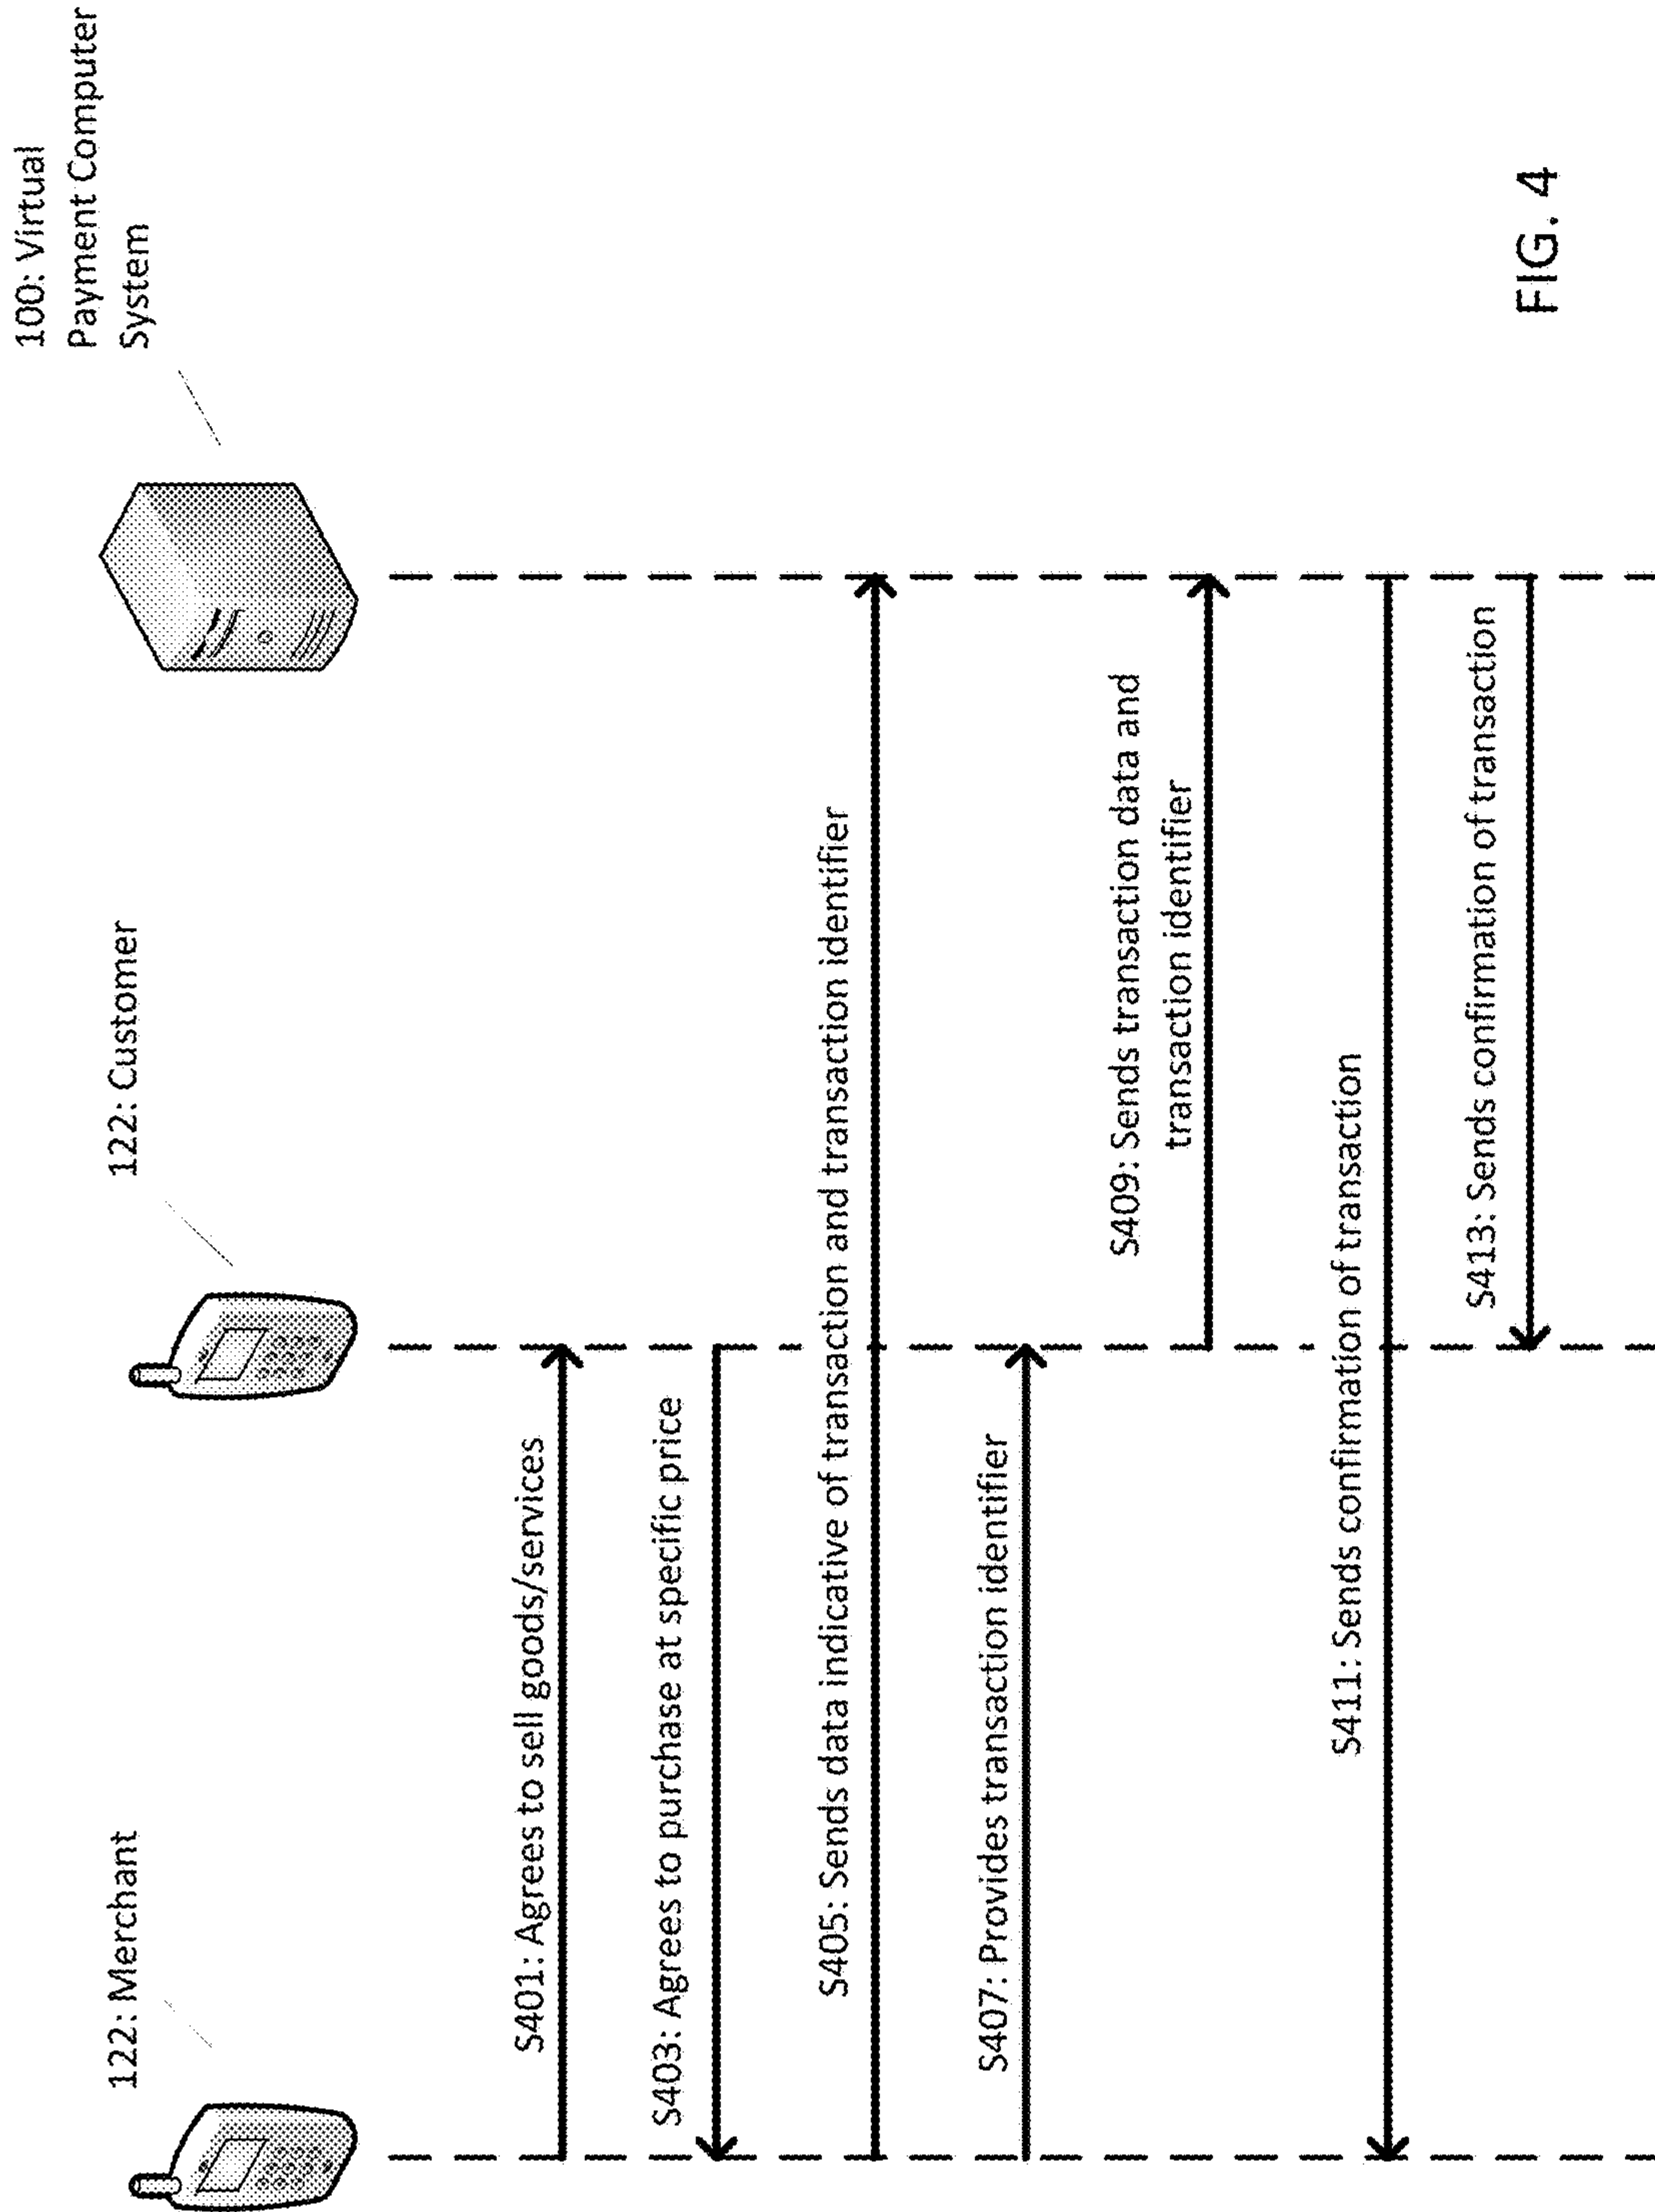 122: Merchant
122: Customer
100: Virtual
Payment Computer
System
S401: Agrees to sell goods/services
S403: Agrees to purchase at specific price
S405: Sends data indicative of transaction and transaction identifier
S407: Provides transaction identifier
S409: Sends transaction data and
transaction identifier
S411: Sends confirmation of transaction
S413: Sends confirmation of transaction
FIG. 4